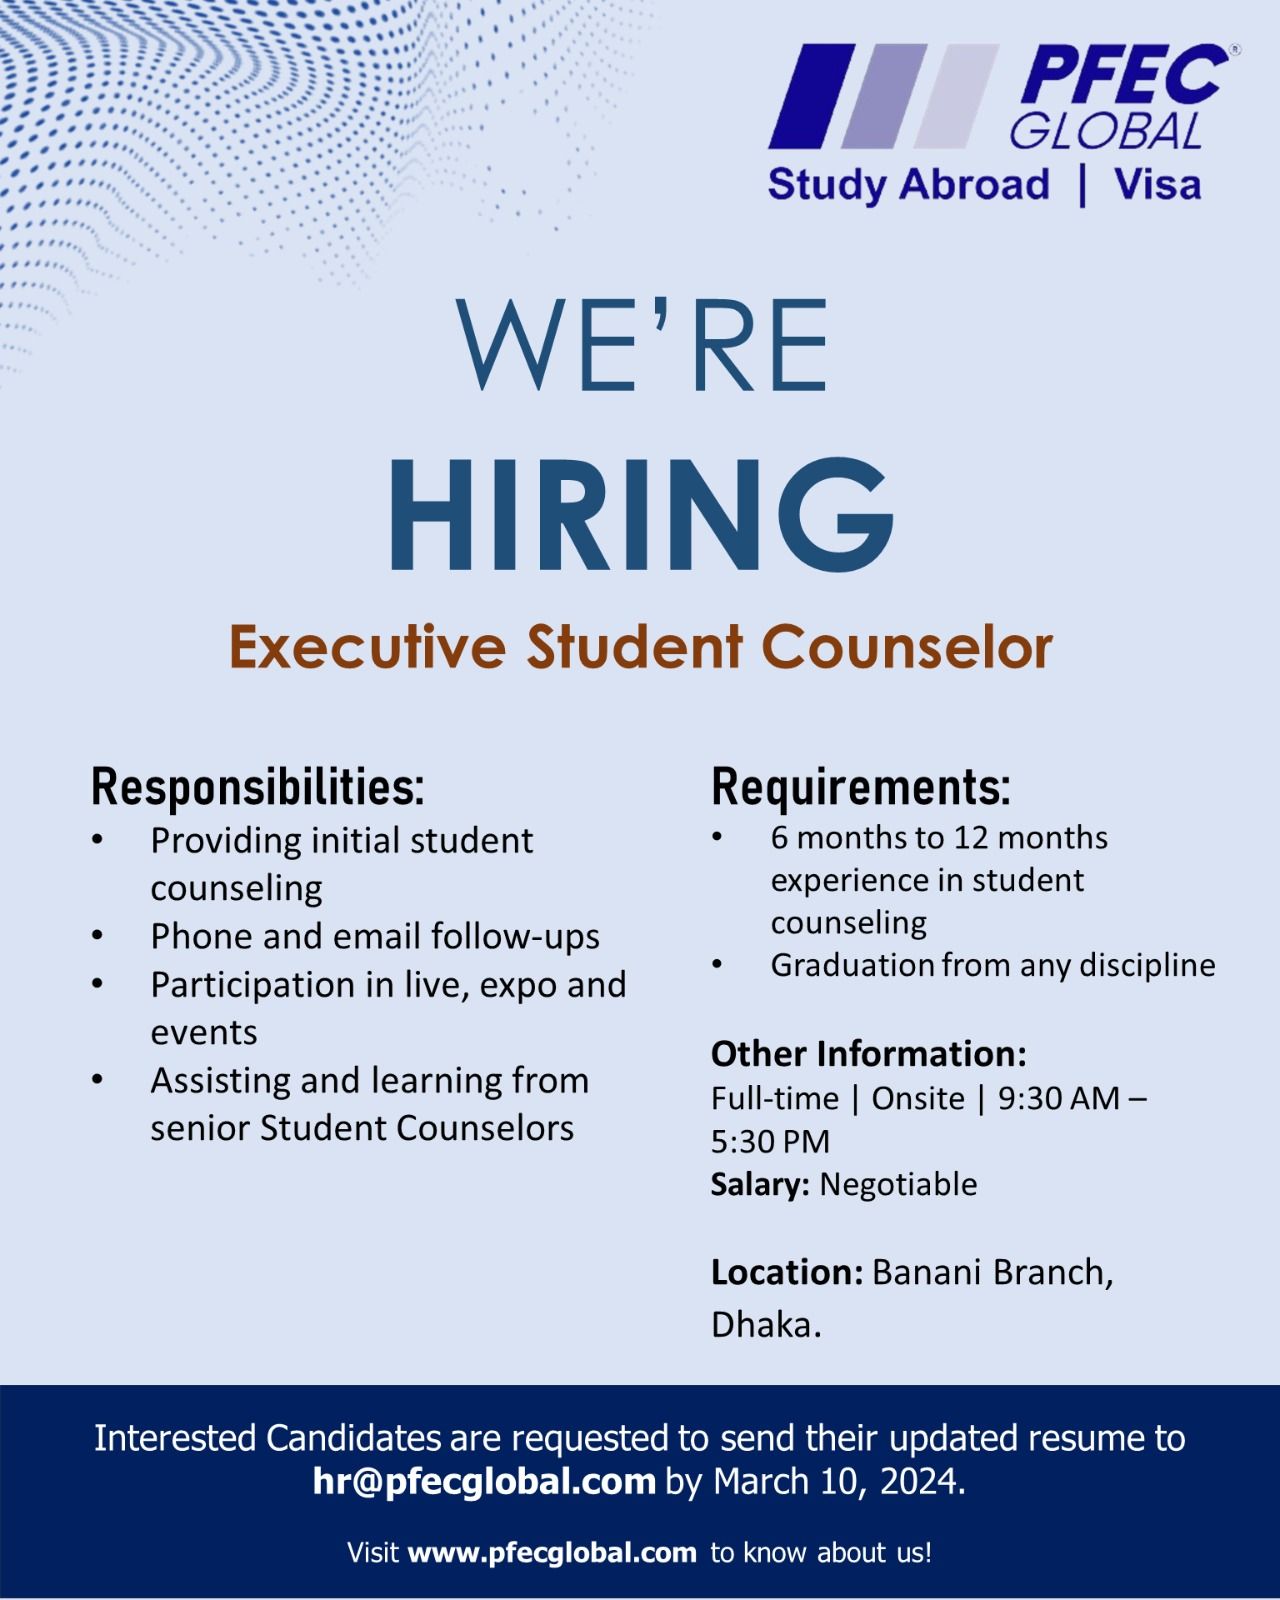 PFEC®
GLOBAL
Study Abroad | Visa
WE’RE
HIRING
Executive Student Counselor
Responsibilities:
• Providing initial student
counseling
• Phone and email follow-ups
• Participation in live, expo and
events
• Assisting and learning from
senior Student Counselors
Requirements:
• 6 months to 12 months
experience in student
counseling
• Graduation from any discipline
Other Information:
Full-time | Onsite | 9:30 AM –
5:30 PM
Salary: Negotiable
Location: Banani Branch,
Dhaka.
Interested Candidates are requested to send their updated resume to
hr@pfecglobal.com by March 10, 2024.
Visit www.pfecglobal.com to know about us!